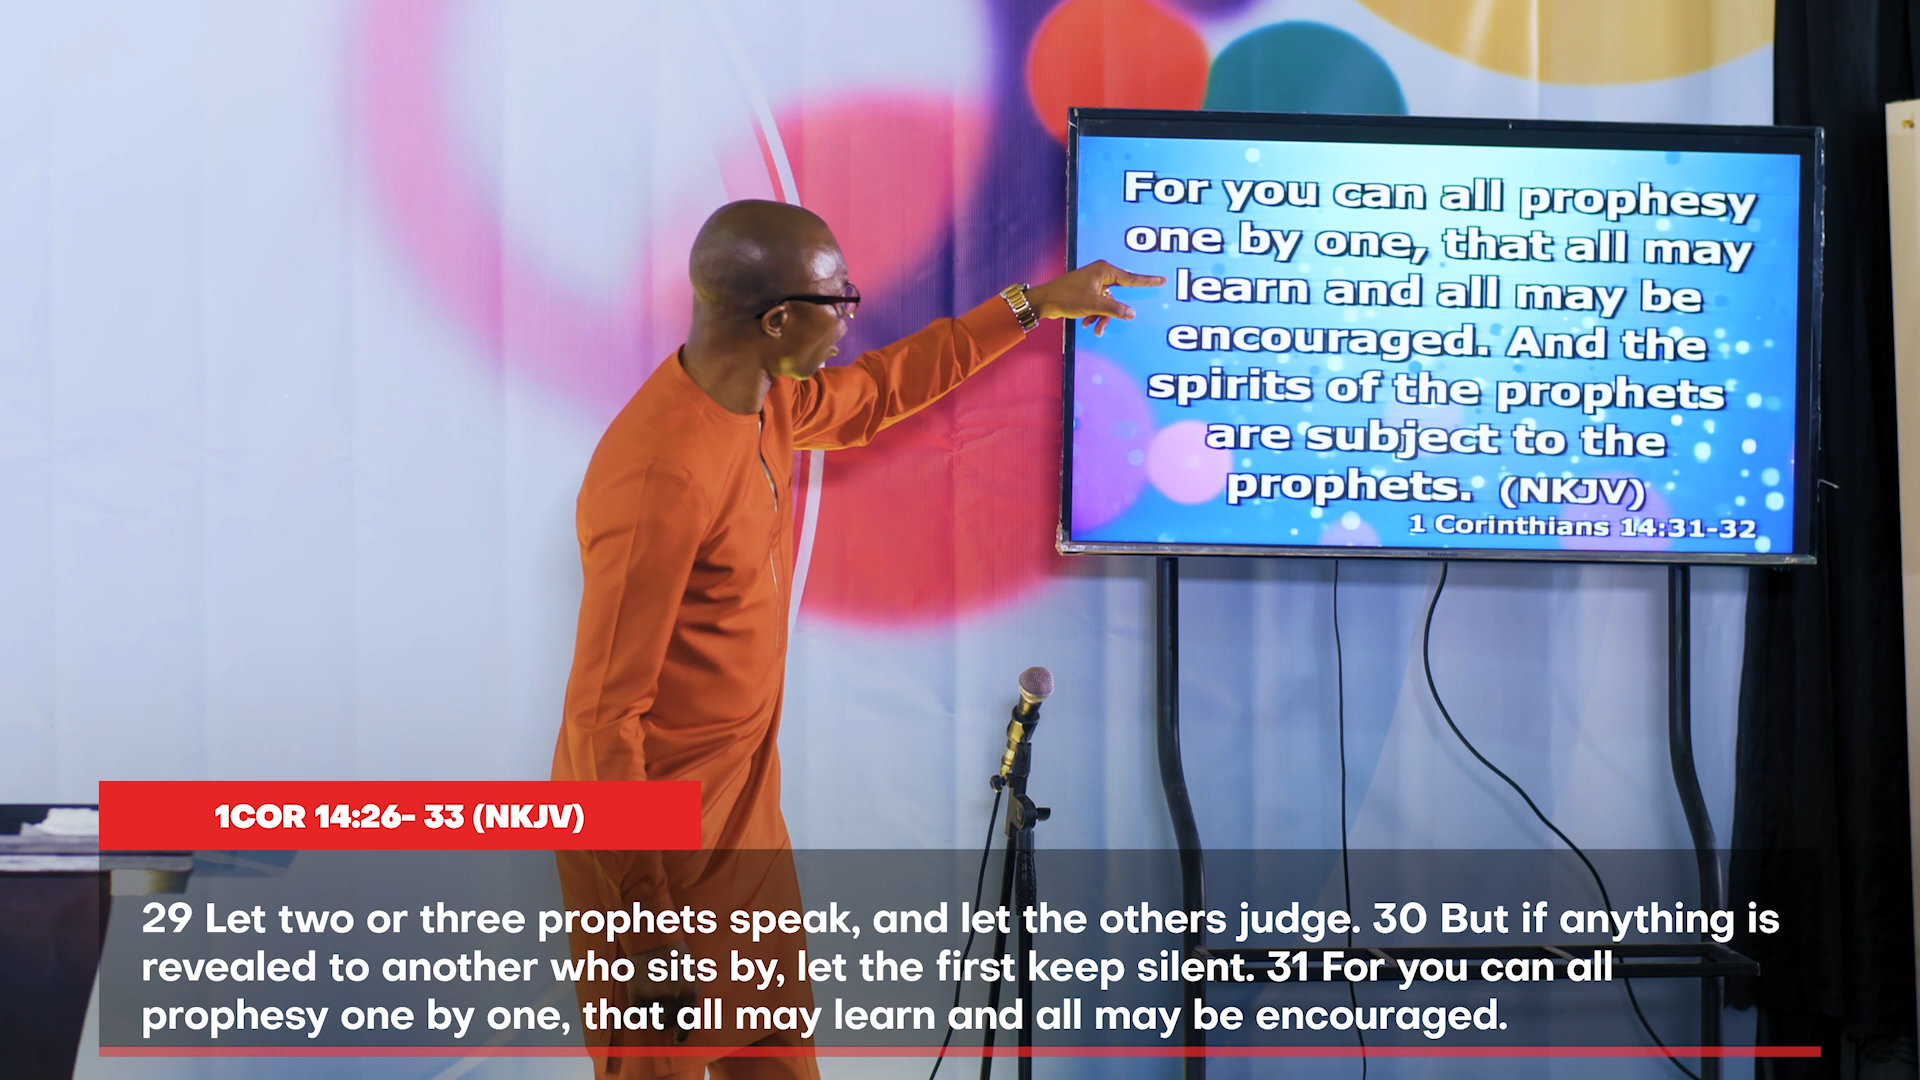 For you can all prophesy
one by one, that all may
learn and all may be
encouraged. And the
spirits of the prophets
are subject to the
prophets. (NKJV)
1 Corinthians 14:31-32
1COR 14:26- 33 (NKJV)
29 Let two or three prophets speak, and let the others judge. 30 But if anything is
revealed to another who sits by, let the first keep silent. 31 For you can all
prophesy one by one, that all may learn and all may be encouraged.